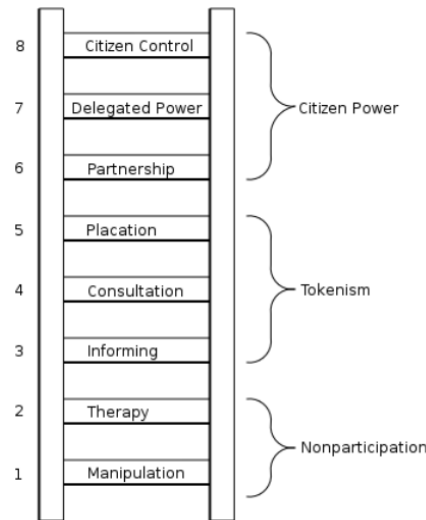 8 Citizen Control
7 Delegated Power
Citizen Power
6 Partnership
5 Placation
4 Consultation
Tokenism
3 Informing
2 Therapy
Nonparticipation
1 Manipulation